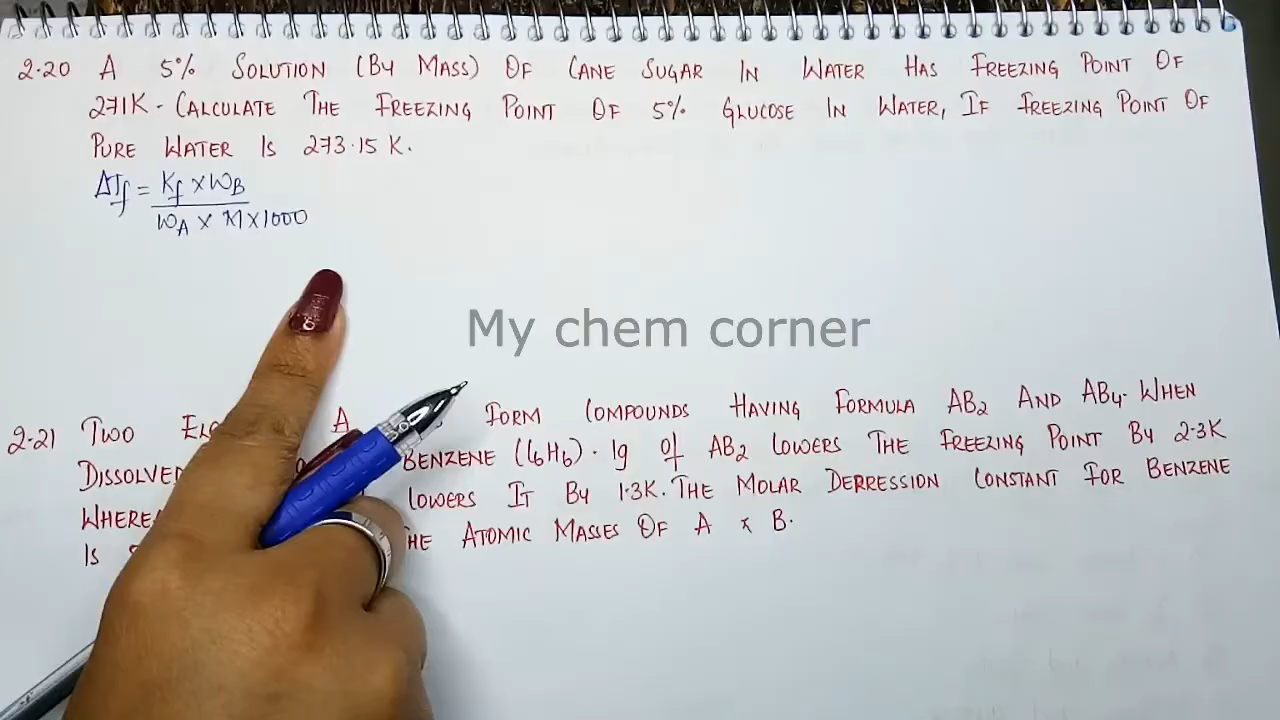 2.20 A 5% SOLUTION (BY MASS) OF CANE SUGAR IN WATER HAS FREEZING POINT OF
271K. CALCULATE THE FREEZING POINT OF 5% GLUCOSE IN WATER, IF FREEZING POINT OF
PURE WATER IS 273.15 K.
ΔTf = Kf × WB
WA × M × 1000
My chem corner
2.21 TWO A FORM COMPOUNDS HAVING FORMULA AB2 AND AB4. WHEN
DISSOLVED BENZENE (C6H6). 1g of AB2 LOWERS THE FREEZING POINT BY 2.3K
LOWERS IT BY 1.3K. THE MOLAR DEPRESSION CONSTANT FOR BENZENE
IS ATOMIC MASSES OF A & B.